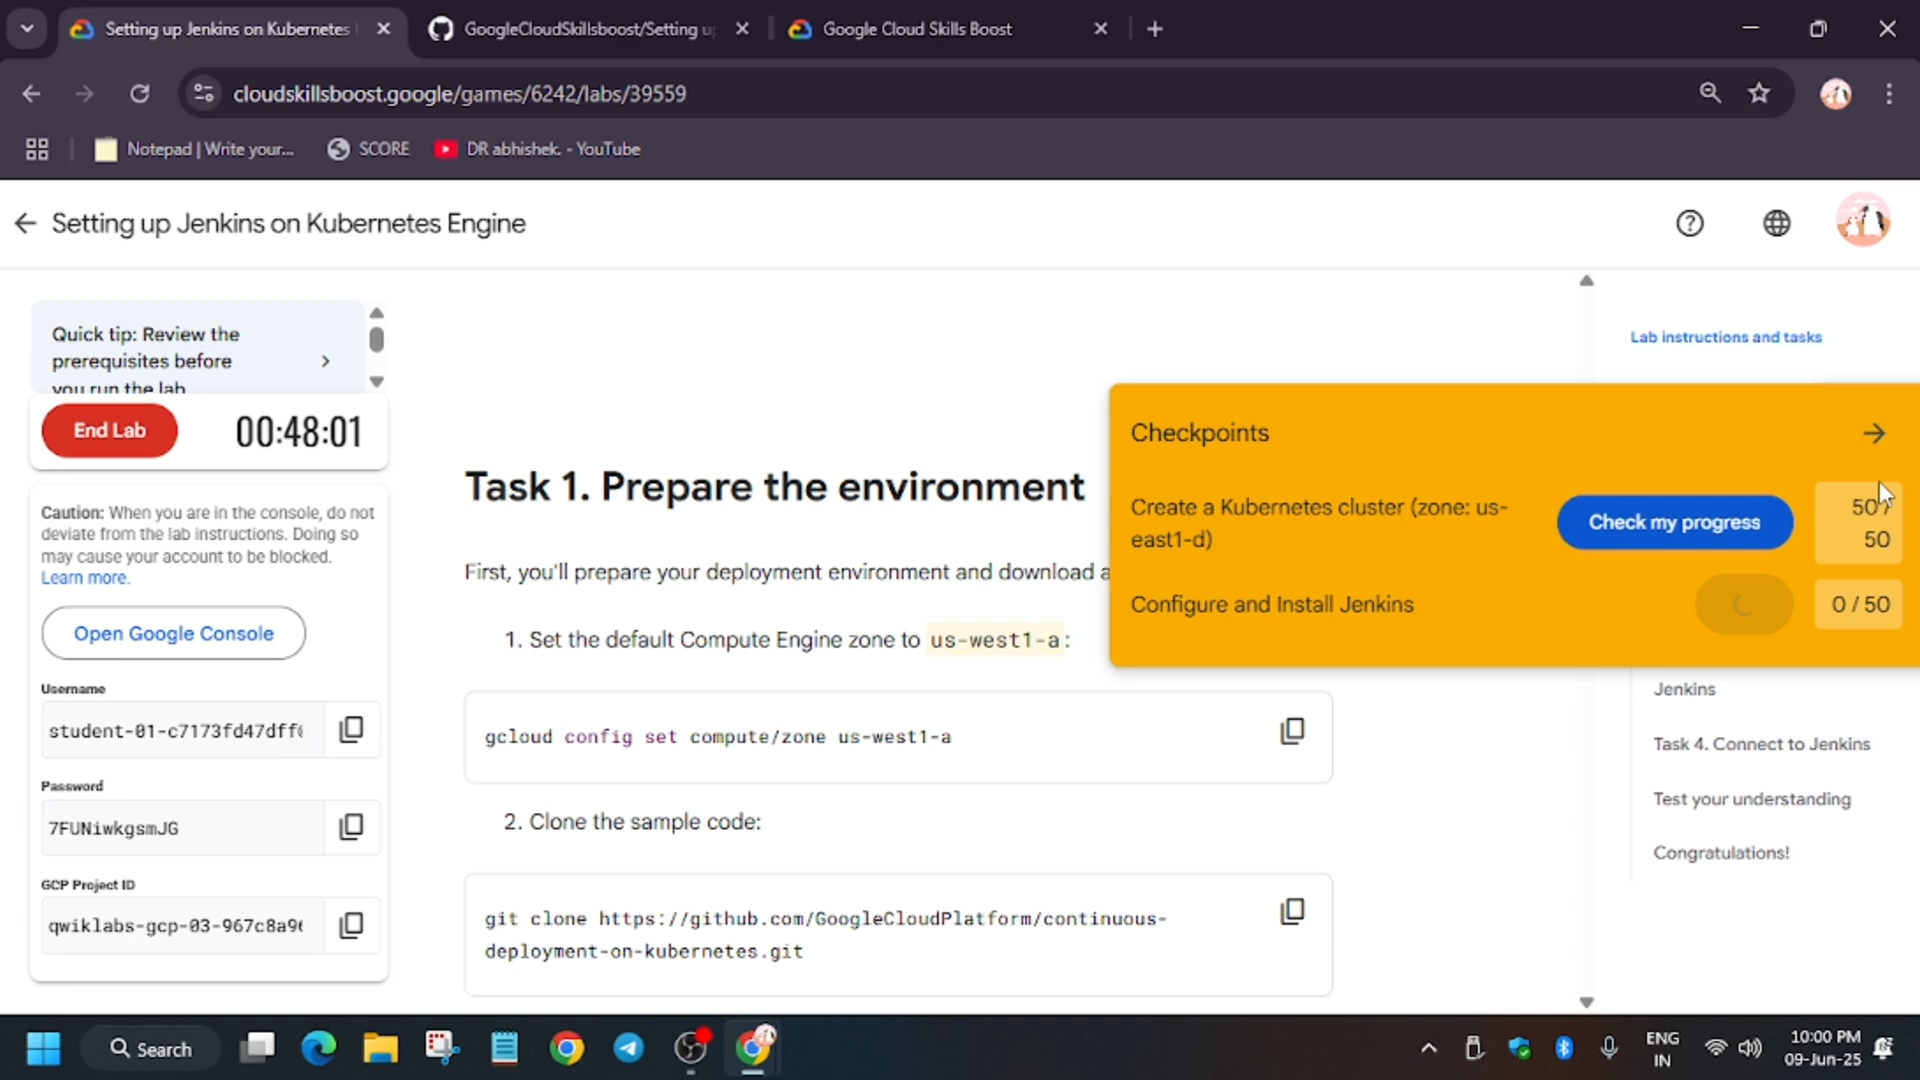 Setting up Jenkins on Kubernetes
GoogleCloudSkillsboost/Setting up
Google Cloud Skills Boost
cloudskillsboost.google/games/6242/labs/39559
Notepad | Write your...
SCORE
DR abhishek. - YouTube
Setting up Jenkins on Kubernetes Engine
Quick tip: Review the
prerequisites before
you run the lab
End Lab
00:48:01
Caution: When you are in the console, do not
deviate from the lab instructions. Doing so
may cause your account to be blocked.
Learn more.
Open Google Console
Username
student-01-c7173fd47dff
Password
7FUNiwkgsmJG
GCP Project ID
qwiklabs-gcp-03-967c8a9
Task 1. Prepare the environment
First, you'll prepare your deployment environment and download a
1. Set the default Compute Engine zone to us-west1-a:
gcloud config set compute/zone us-west1-a
2. Clone the sample code:
git clone https://github.com/GoogleCloudPlatform/continuous-
deployment-on-kubernetes.git
Lab instructions and tasks
Checkpoints
Create a Kubernetes cluster (zone: us-
east1-d)
Check my progress
50 /
50
Configure and Install Jenkins
0 / 50
Jenkins
Task 4. Connect to Jenkins
Test your understanding
Congratulations!
Search
ENG
IN
10:00 PM
09-Jun-25